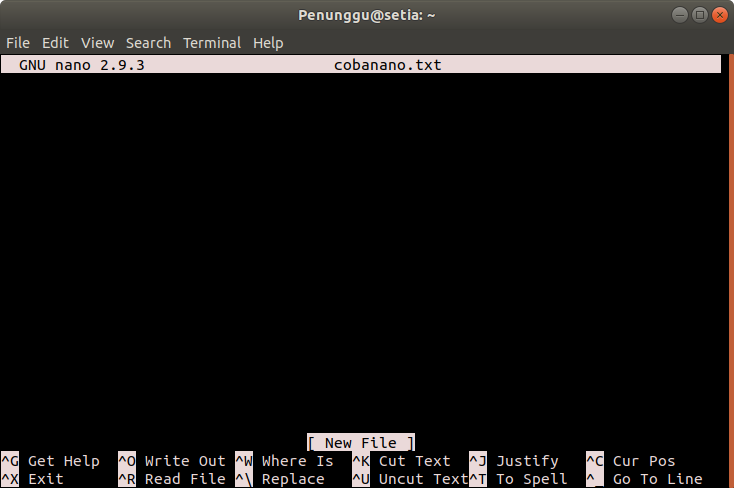 Penunggu@setia: ~
File Edit View Search Terminal Help
GNU nano 2.9.3 cobanano.txt
[ New File ]
^G Get Help ^O Write Out ^W Where Is ^K Cut Text ^J Justify ^C Cur Pos
^X Exit ^R Read File ^\ Replace ^U Uncut Text ^T To Spell ^_ Go To Line